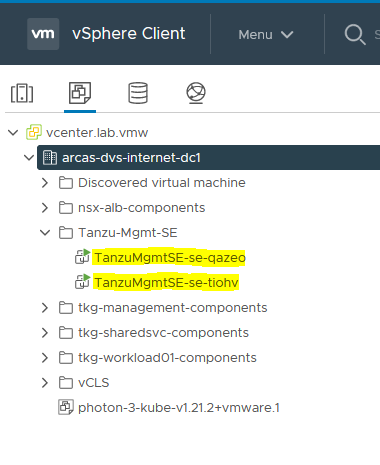 vm vSphere Client Menu
vcenter.lab.vmw
arcas-dvs-internet-dc1
Discovered virtual machine
nsx-alb-components
Tanzu-Mgmt-SE
TanzuMgmtSE-se-qazeo
TanzuMgmtSE-se-tiohv
tkg-management-components
tkg-sharedsvc-components
tkg-workload01-components
vCLS
photon-3-kube-v1.21.2+vmware.1